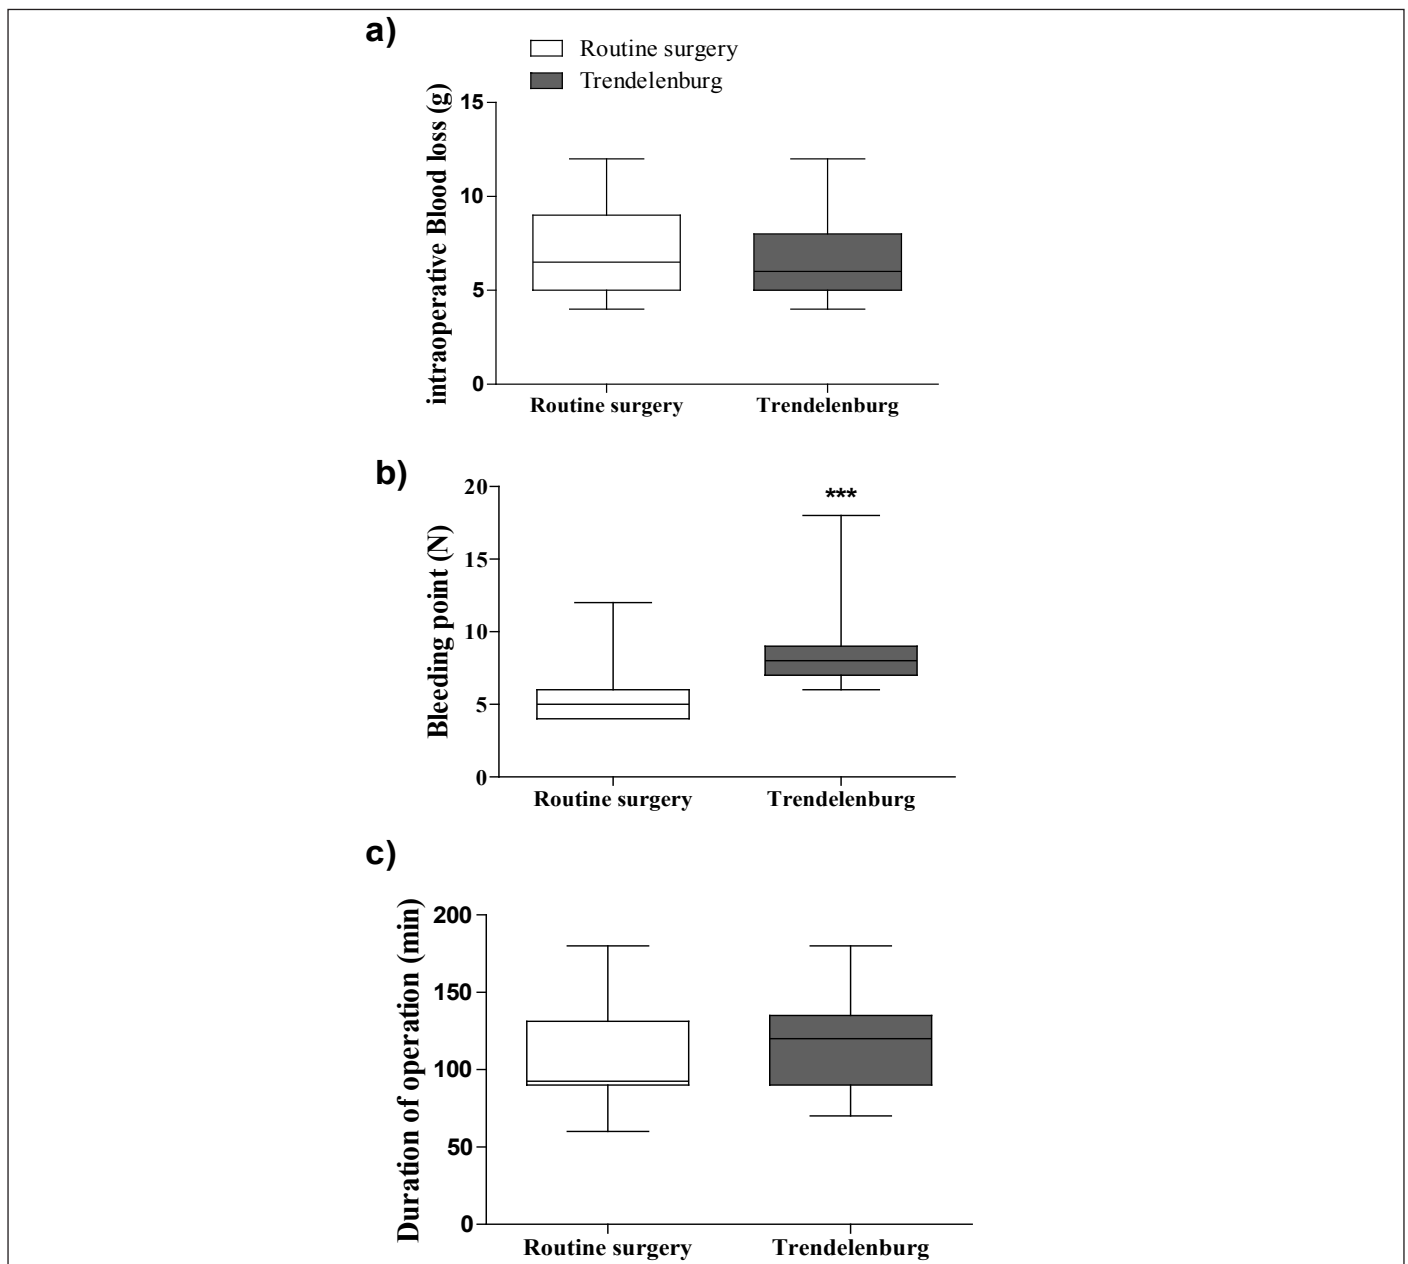 a)
Routine surgery
Trendelenburg
intraoperative Blood loss (g)
15
10
5
0
Routine surgery Trendelenburg
b)
Bleeding point (N)
20
***
15
10
5
0
Routine surgery Trendelenburg
c)
Duration of operation (min)
200
150
100
50
0
Routine surgery Trendelenburg